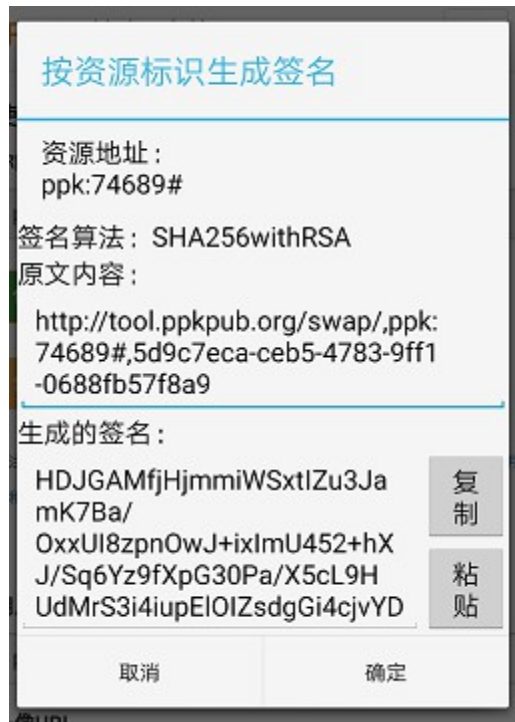 按资源标识生成签名
资源地址：
ppk:74689#
签名算法：SHA256withRSA
原文内容：
http://tool.ppkpub.org/swap/,ppk:
74689#,5d9c7eca-ceb5-4783-9ff1
-0688fb57f8a9
生成的签名：
HDJGAMfjHjmmiWSxtIZu3Ja
mK7Ba/
OxxUI8zpnOwJ+ixImU452+hX
J/Sq6Yz9fXpG30Pa/X5cL9H
UdMrS3i4iupElOIZsdgGi4cjvYD
复制
粘贴
取消
确定